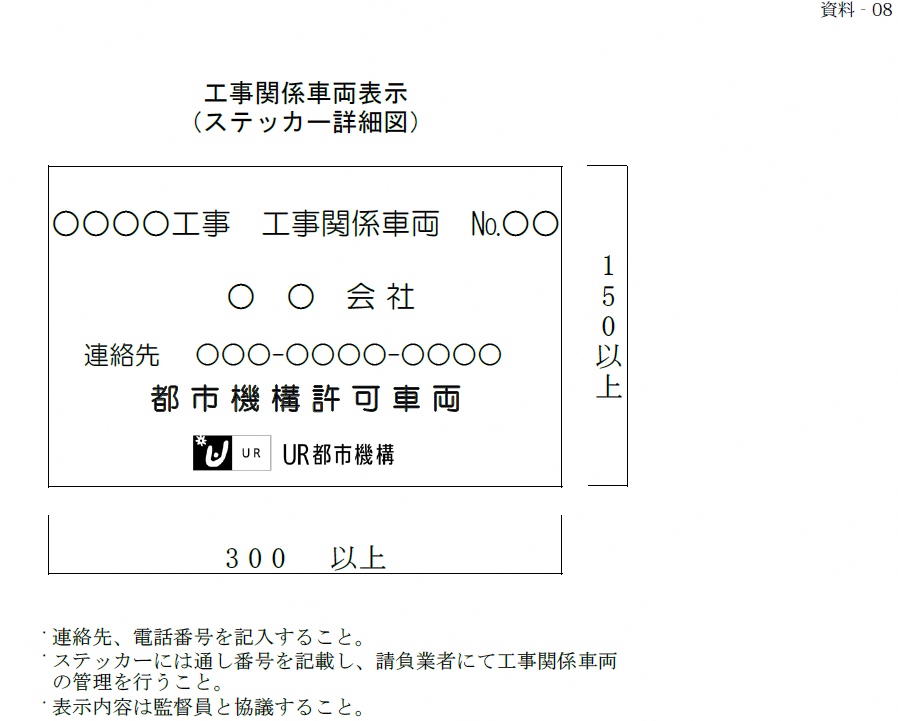 資料‐08
工事関係車両表示
（ステッカー詳細図）
〇〇〇〇工事　工事関係車両　No.〇〇
〇　〇　会社
連絡先　〇〇〇-〇〇〇〇-〇〇〇〇
都市機構許可車両
UR UR都市機構
150以上
300　以上
・連絡先、電話番号を記入すること。
・ステッカーには通し番号を記載し、請負業者にて工事関係車両
の管理を行うこと。
・表示内容は監督員と協議すること。